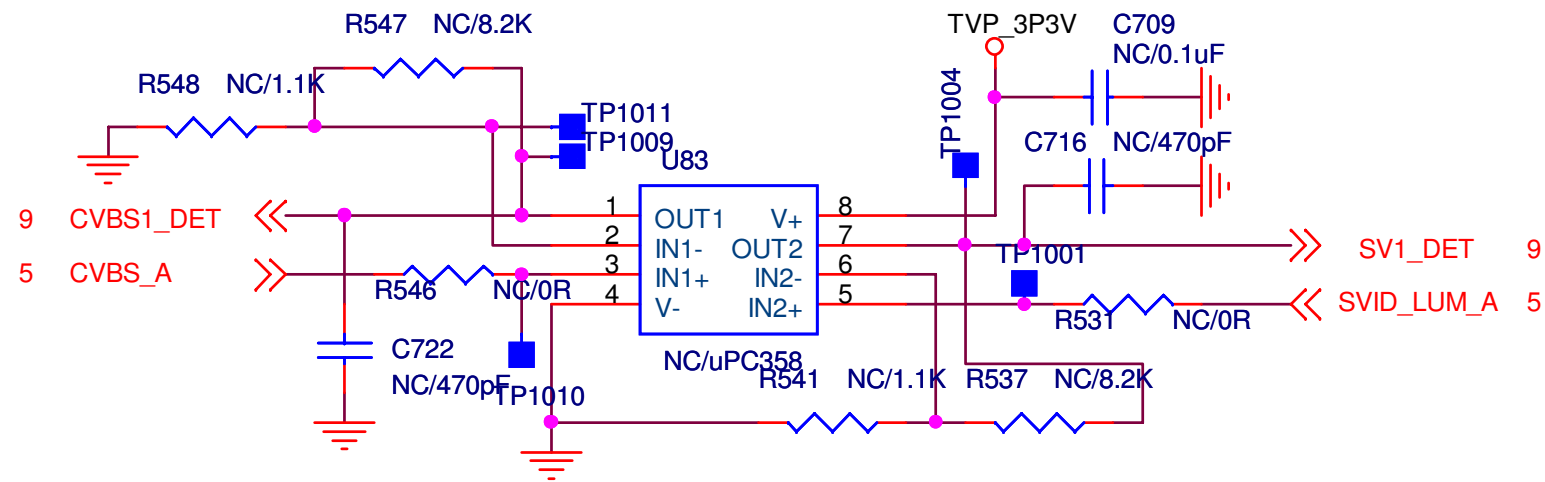 R547 NC/8.2K
TVP_3P3V
C709
NC/0.1uF
R548 NC/1.1K
TP1004
TP1011
TP1009
C716 NC/470pF
U83
9 CVBS1_DET
1 OUT1 V+ 8
2 IN1- OUT2 7
SV1_DET 9
TP1001
5 CVBS_A
3 IN1+ IN2- 6
R546 NC/0R
4 V- IN2+ 5
SVID_LUM_A 5
R531 NC/0R
C722
NC/470pF
NC/uPC358
TP1010
R541 NC/1.1K
R537 NC/8.2K